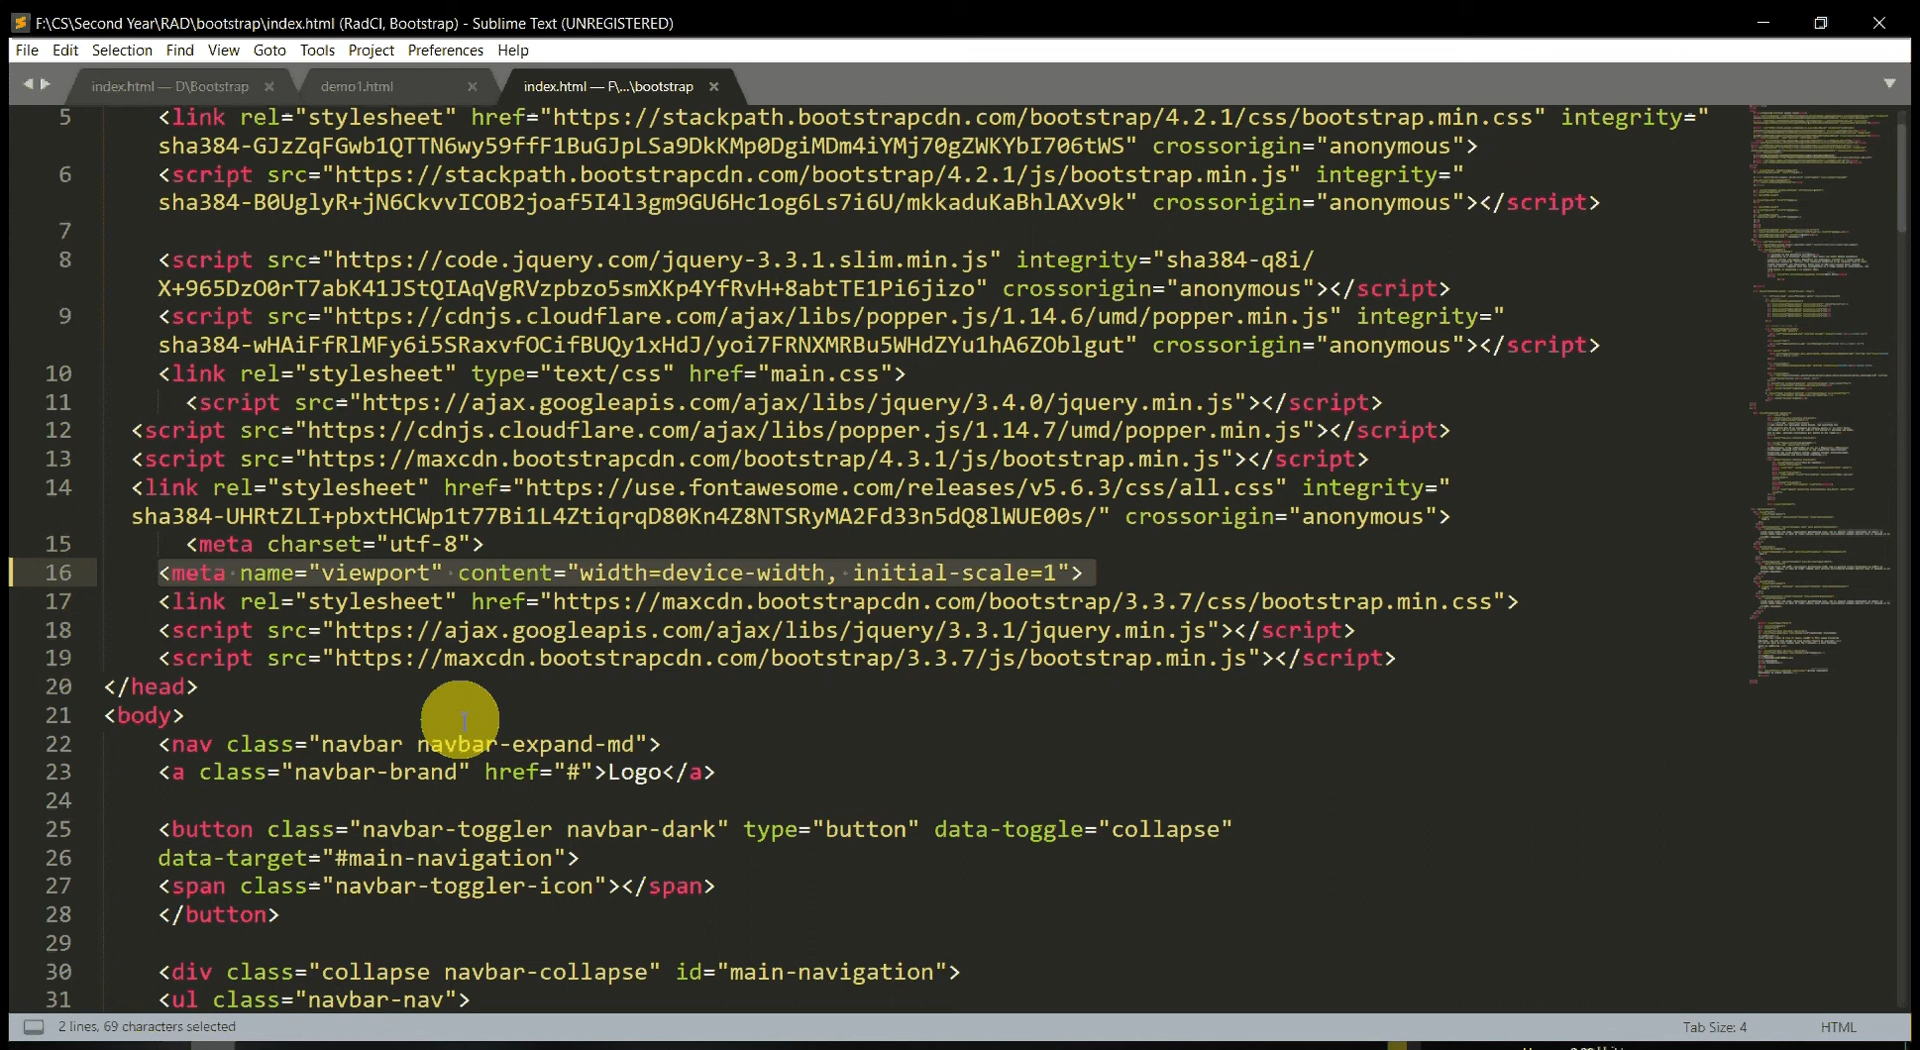 F:\CS\Second Year\RAD\bootstrap\index.html (RadCI, Bootstrap) - Sublime Text (UNREGISTERED)
File Edit Selection Find View Goto Tools Project Preferences Help
index.html — D\Bootstrap demo1.html index.html — F\...\bootstrap
5 <link rel="stylesheet" href="https://stackpath.bootstrapcdn.com/bootstrap/4.2.1/css/bootstrap.min.css" integrity="
sha384-GJzZqFGwb1QTTN6wy59ffF1BuGJpLSa9DkKMp0DgiMDm4iYMj70gZWKYbI706tWS" crossorigin="anonymous">
6 <script src="https://stackpath.bootstrapcdn.com/bootstrap/4.2.1/js/bootstrap.min.js" integrity="
sha384-B0UglyR+jN6CkvvICOB2joaf5I4l3gm9GU6Hc1og6Ls7i6U/mkkaduKaBhlAXv9k" crossorigin="anonymous"></script>
7
8 <script src="https://code.jquery.com/jquery-3.3.1.slim.min.js" integrity="sha384-q8i/
X+965DzO0rT7abK41JStQIAqVgRVzpbzo5smXKp4YfRvH+8abtTE1Pi6jizo" crossorigin="anonymous"></script>
9 <script src="https://cdnjs.cloudflare.com/ajax/libs/popper.js/1.14.6/umd/popper.min.js" integrity="
sha384-wHAiFfRlMFy6i5SRaxvfOCifBUQy1xHdJ/yoi7FRNXMRBu5WHdZYu1hA6ZOblgut" crossorigin="anonymous"></script>
10 <link rel="stylesheet" type="text/css" href="main.css">
11 <script src="https://ajax.googleapis.com/ajax/libs/jquery/3.4.0/jquery.min.js"></script>
12 <script src="https://cdnjs.cloudflare.com/ajax/libs/popper.js/1.14.7/umd/popper.min.js"></script>
13 <script src="https://maxcdn.bootstrapcdn.com/bootstrap/4.3.1/js/bootstrap.min.js"></script>
14 <link rel="stylesheet" href="https://use.fontawesome.com/releases/v5.6.3/css/all.css" integrity="
sha384-UHRtZLI+pbxtHCWp1t77Bi1L4ZtiqrqD80Kn4Z8NTSRyMA2Fd33n5dQ8lWUE00s/" crossorigin="anonymous">
15 <meta charset="utf-8">
16 <meta name="viewport" content="width=device-width, initial-scale=1">
17 <link rel="stylesheet" href="https://maxcdn.bootstrapcdn.com/bootstrap/3.3.7/css/bootstrap.min.css">
18 <script src="https://ajax.googleapis.com/ajax/libs/jquery/3.3.1/jquery.min.js"></script>
19 <script src="https://maxcdn.bootstrapcdn.com/bootstrap/3.3.7/js/bootstrap.min.js"></script>
20 </head>
21 <body>
22 <nav class="navbar navbar-expand-md">
23 <a class="navbar-brand" href="#">Logo</a>
24
25 <button class="navbar-toggler navbar-dark" type="button" data-toggle="collapse"
26 data-target="#main-navigation">
27 <span class="navbar-toggler-icon"></span>
28 </button>
29
30 <div class="collapse navbar-collapse" id="main-navigation">
31 <ul class="navbar-nav">
2 lines, 69 characters selected Tab Size: 4 HTML